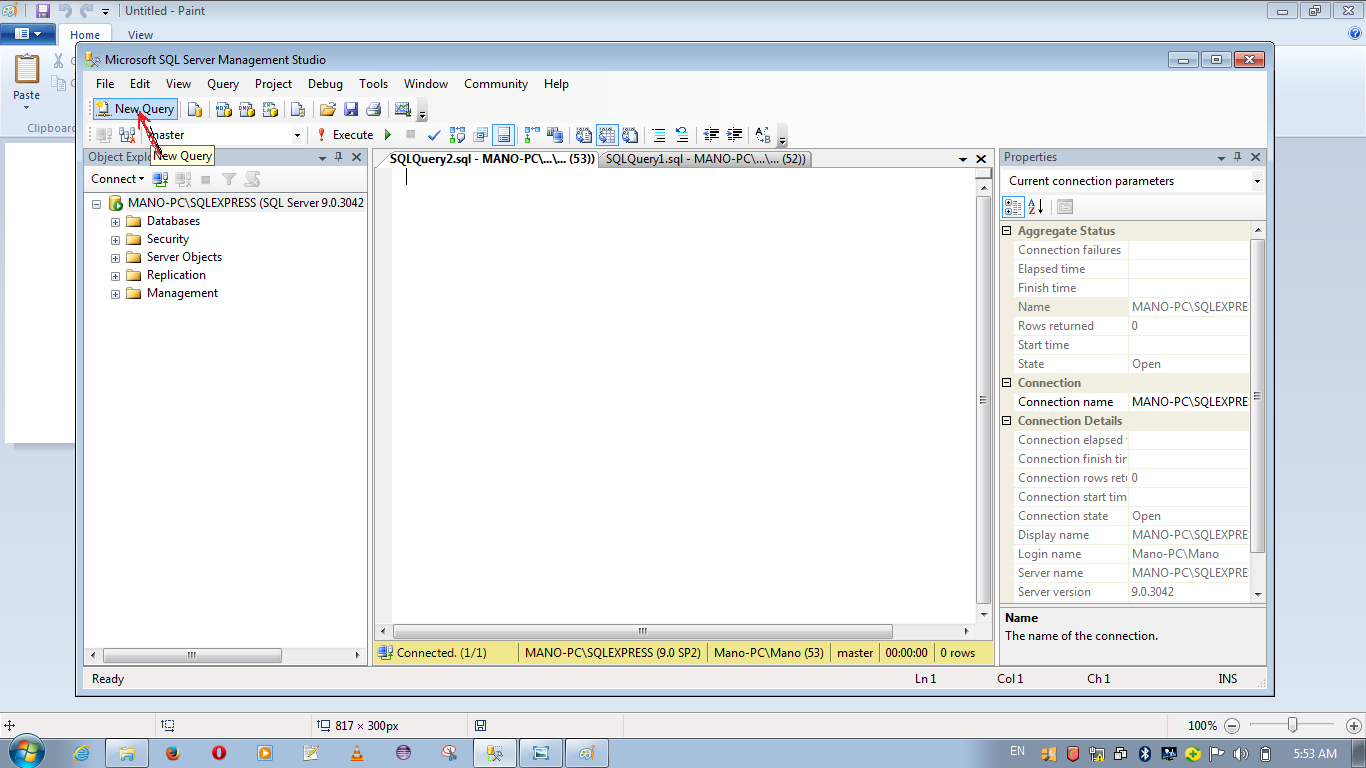 Untitled - Paint
Home View
Paste
Clipboard
Microsoft SQL Server Management Studio
File Edit View Query Project Debug Tools Window Community Help
New Query
master Execute
New Query
Object Explo
Connect
MANO-PC\SQLEXPRESS (SQL Server 9.0.3042
Databases
Security
Server Objects
Replication
Management
SQLQuery2.sql - MANO-PC\...\... (53)) SQLQuery1.sql - MANO-PC\...\... (52))
Properties
Current connection parameters
Aggregate Status
Connection failures
Elapsed time
Finish time
Name MANO-PC\SQLEXPRE
Rows returned 0
Start time
State Open
Connection
Connection name MANO-PC\SQLEXPRE
Connection Details
Connection elapsed
Connection finish tin
Connection rows retu 0
Connection start tim
Connection state Open
Display name MANO-PC\SQLEXPRE
Login name Mano-PC\Mano
Server name MANO-PC\SQLEXPRE
Server version 9.0.3042
Name
The name of the connection.
Connected. (1/1) MANO-PC\SQLEXPRESS (9.0 SP2) Mano-PC\Mano (53) master 00:00:00 0 rows
Ready Ln 1 Col 1 Ch 1 INS
817 × 300px 100%
EN 5:53 AM